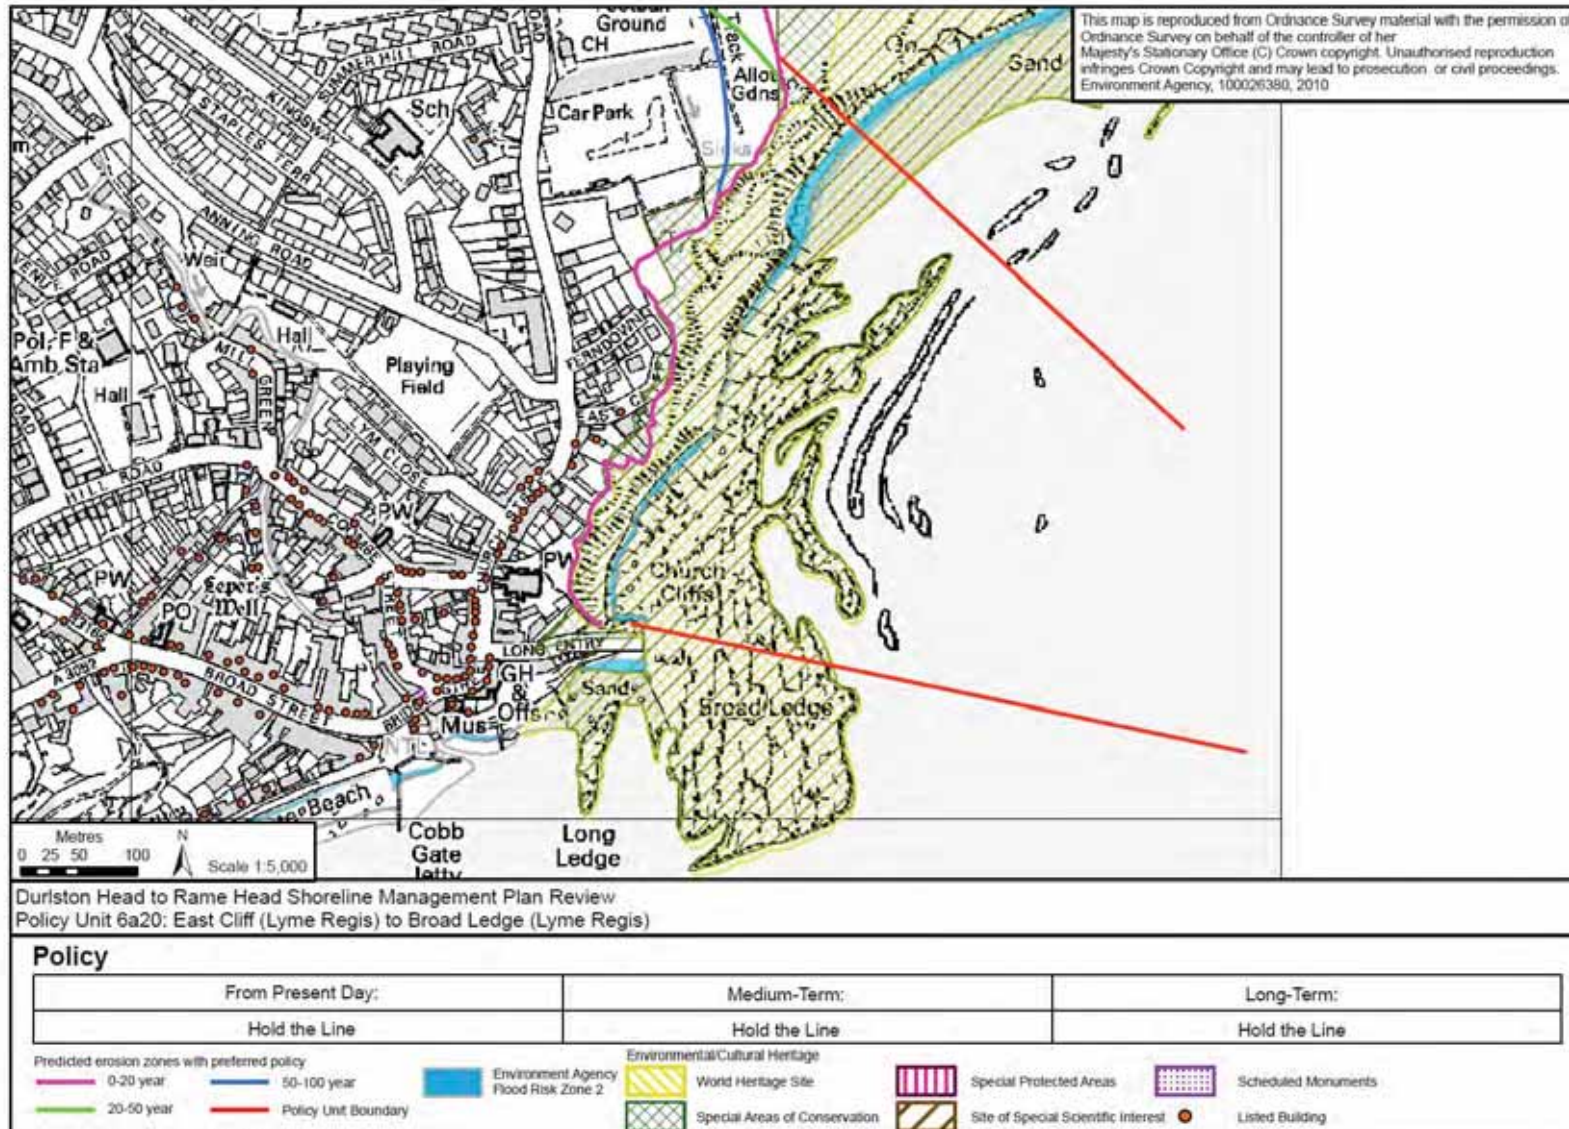 This map is reproduced from Ordnance Survey material with the permission of
Ordnance Survey on behalf of the controller of her
Majesty's Stationary Office (C) Crown copyright. Unauthorised reproduction
infringes Crown Copyright and may lead to prosecution or civil proceedings.
Environment Agency, 100026380, 2010
Ground
CH
Track
SUMMER HILL ROAD
KINGSWAY
STAPLES TERR
Sch
Car Park
Allot
Gdns
Sand
ANNING ROAD
Weir
ROAD
Pol, F &
Amb Sta
Hall
Hall
MILL GREEN
Playing
Field
FERNDOWN
LYM CLOSE
HILL ROAD
PW
PW
PW
Leper's
Well
PO
CHURCH
Church
Cliffs
LONG ENTRY
GH
&
Offs
Mus
Sand
Broad Ledge
A 3052
BROAD STREET
Beach
Cobb
Gate
Jetty
Long
Ledge
Metres
0 25 50 100
N
Scale 1:5,000
Durlston Head to Rame Head Shoreline Management Plan Review
Policy Unit 6a20: East Cliff (Lyme Regis) to Broad Ledge (Lyme Regis)
Policy
From Present Day: Medium-Term: Long-Term:
Hold the Line Hold the Line Hold the Line
Predicted erosion zones with preferred policy
0-20 year
50-100 year
20-50 year
Policy Unit Boundary
Environment Agency
Flood Risk Zone 2
Environmental/Cultural Heritage
World Heritage Site
Special Protected Areas
Scheduled Monuments
Special Areas of Conservation
Site of Special Scientific Interest
Listed Building